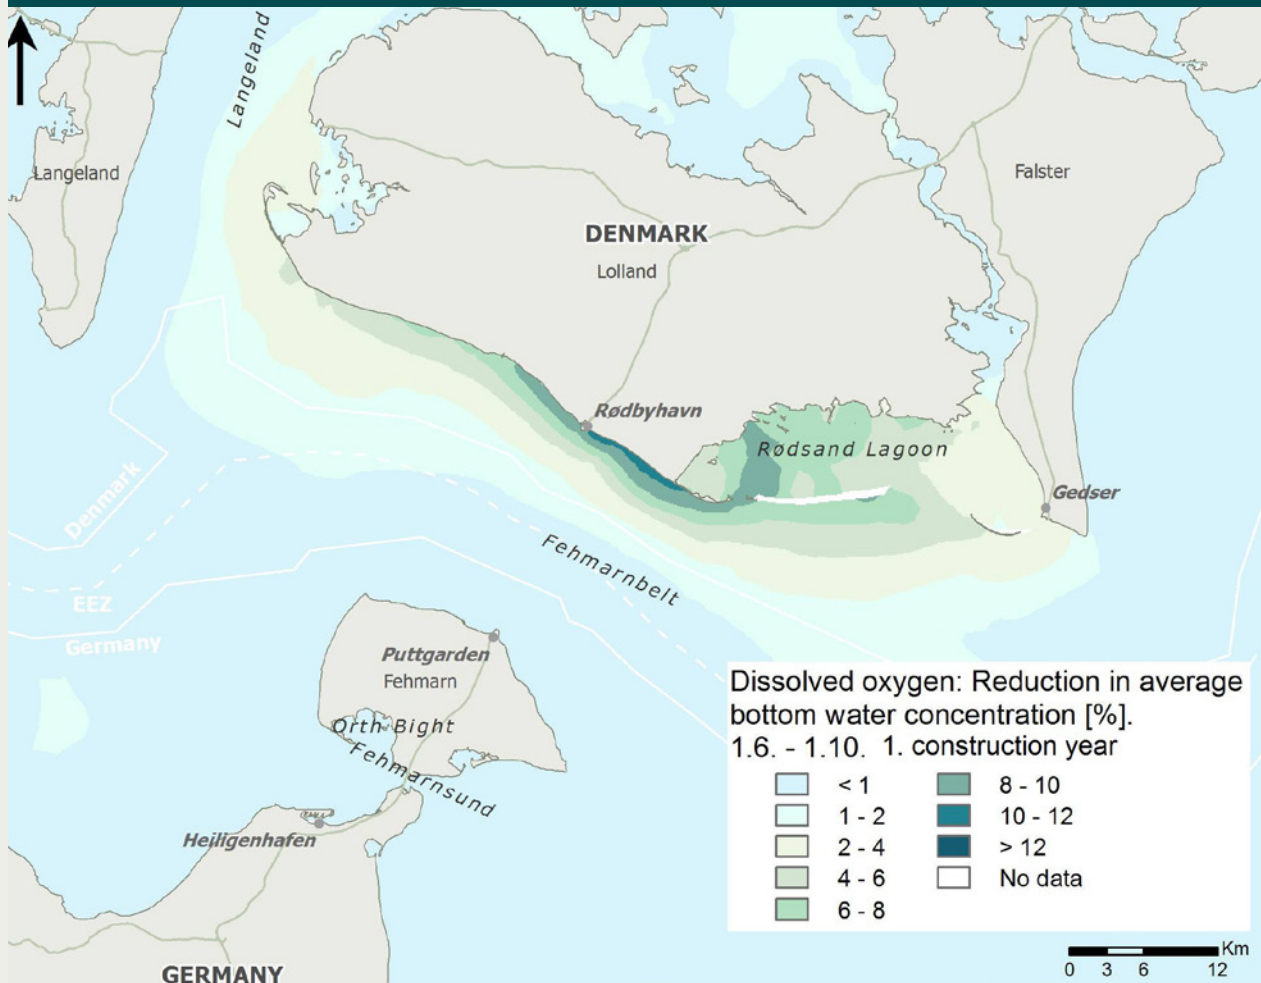 Langeland
Langeland
Falster
DENMARK
Lolland
Rødbyhavn
Rødsand Lagoon
Gedser
Denmark
Fehmarnbelt
EEZ
Germany
Puttgarden
Fehmarn
Orth Bight
Fehmarnsund
Heiligenhafen
GERMANY
Dissolved oxygen: Reduction in average
bottom water concentration [%].
1.6. - 1.10. 1. construction year
< 1
1 - 2
2 - 4
4 - 6
6 - 8
8 - 10
10 - 12
> 12
No data
Km
0 3 6 12